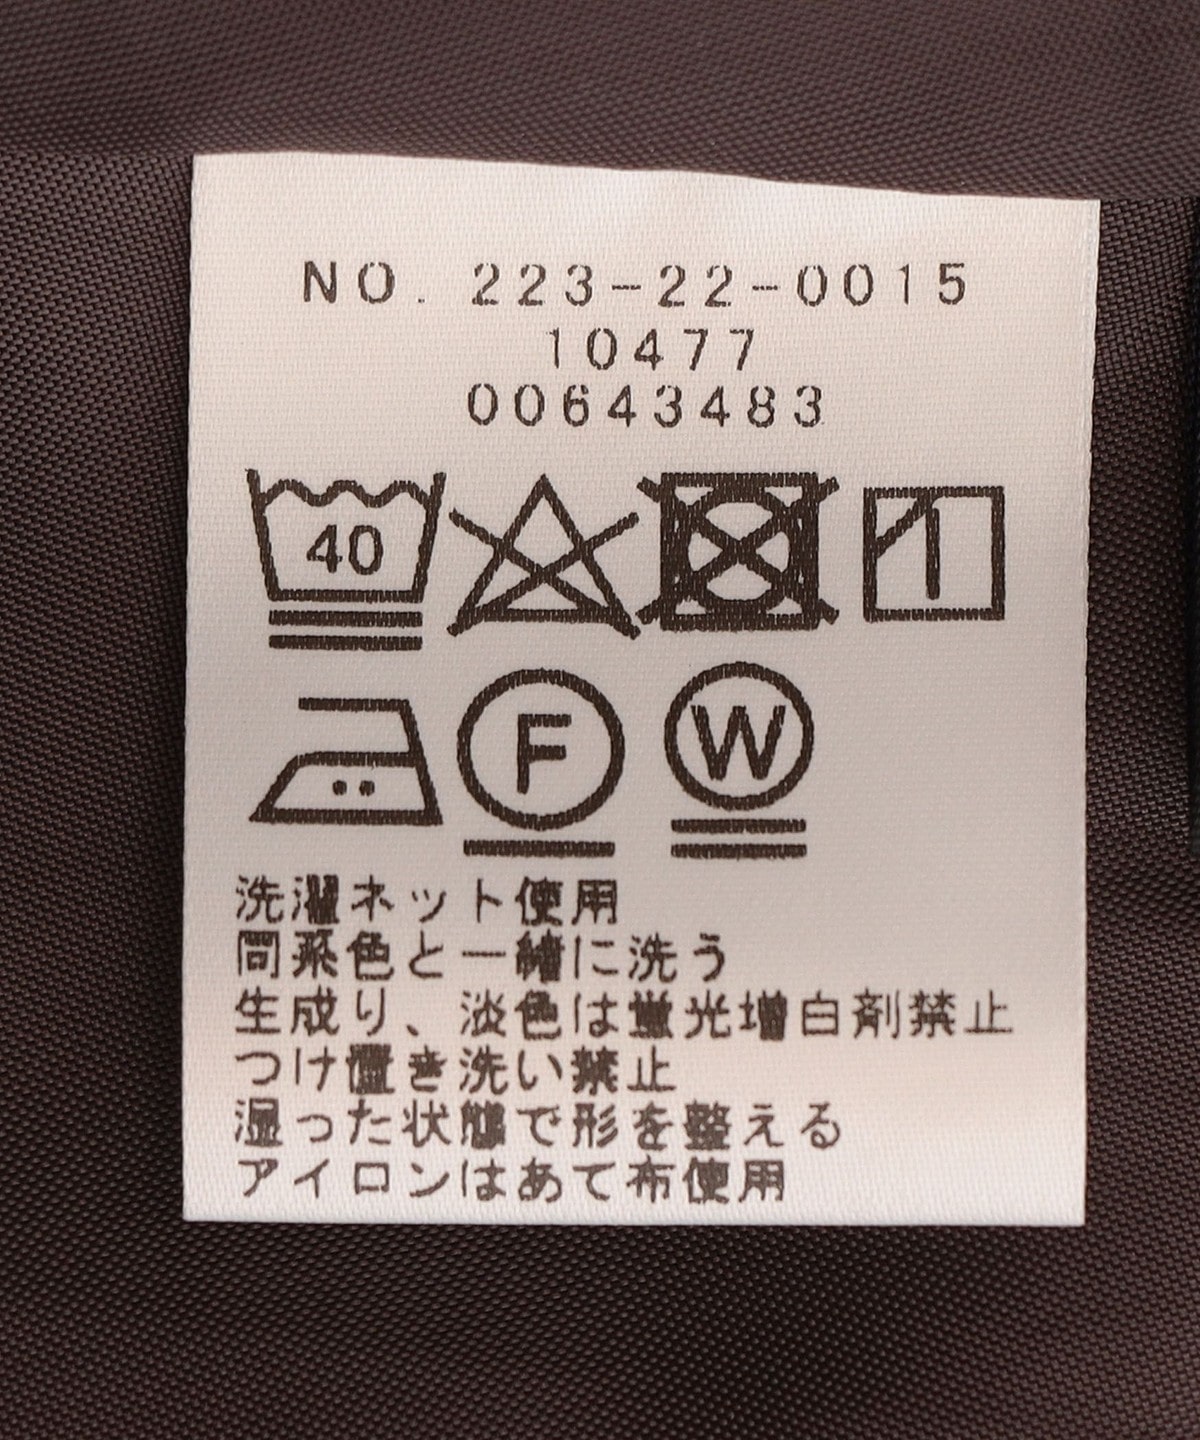 NO. 223-22-0015
10477
00643483
40
F W
洗濯ネット使用
同系色と一緒に洗う
生成り、淡色は蛍光増白剤禁止
つけ置き洗い禁止
湿った状態で形を整える
アイロンはあて布使用